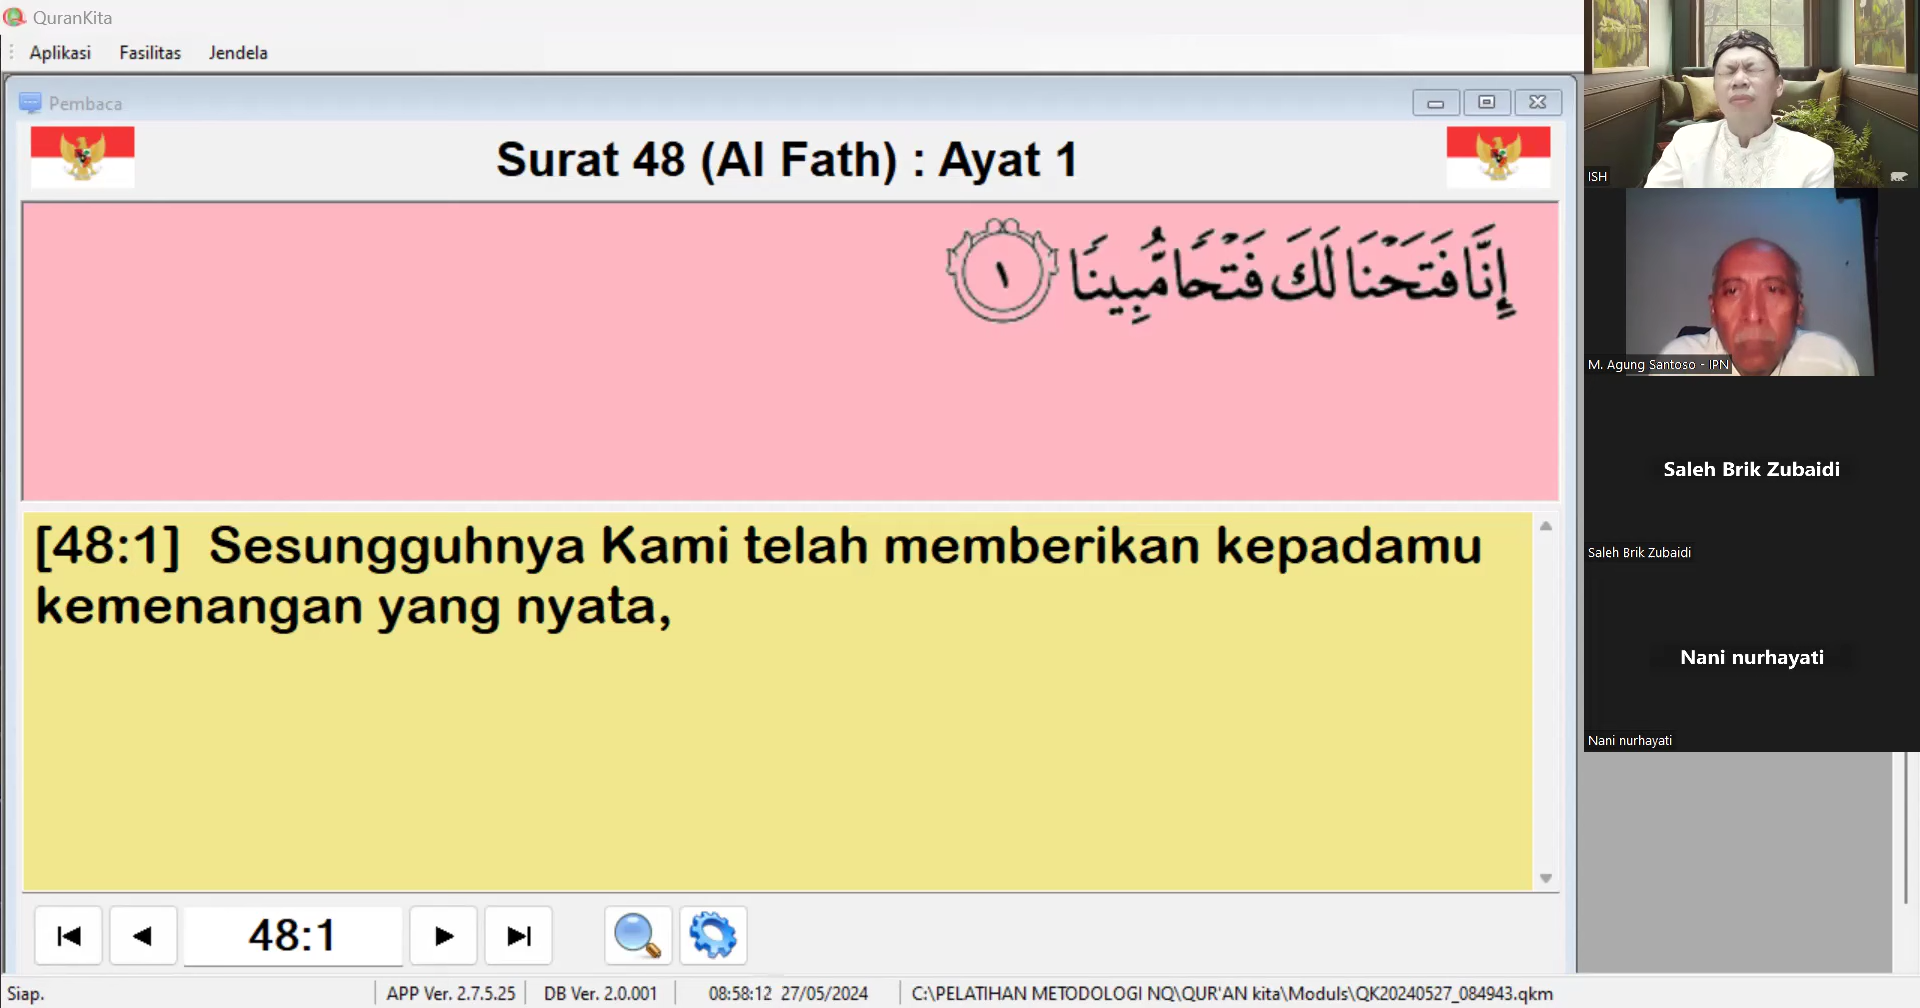 QuranKita
Aplikasi Fasilitas Jendela
Pembaca
Surat 48 (Al Fath) : Ayat 1
إِنَّا فَتَحْنَا لَكَ فَتْحًا مُّبِينًا ١
[48:1] Sesungguhnya Kami telah memberikan kepadamu
kemenangan yang nyata,
48:1
Siap. APP Ver. 2.7.5.25 DB Ver. 2.0.001 08:58:12 27/05/2024 C:\PELATIHAN METODOLOGI NQ\QUR'AN kita\Moduls\QK20240527_084943.qkm
ISH
M. Agung Santoso - IPN
Saleh Brik Zubaidi
Saleh Brik Zubaidi
Nani nurhayati
Nani nurhayati